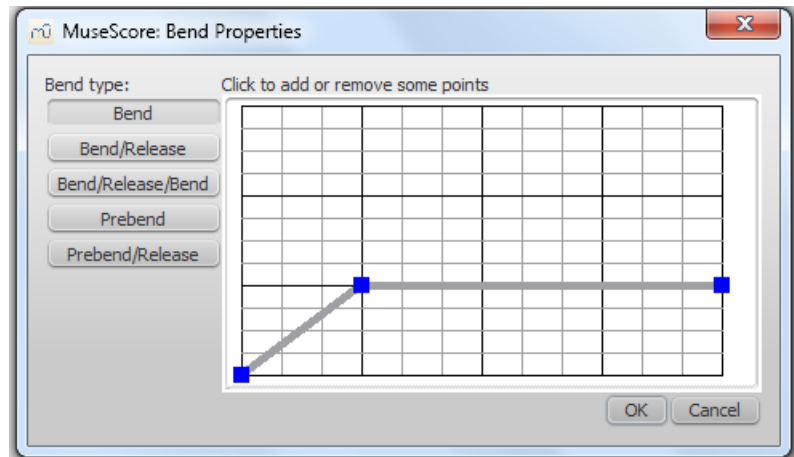 MuseScore: Bend Properties
Bend type:
Click to add or remove some points
Bend
Bend/Release
Bend/Release/Bend
Prebend
Prebend/Release
OK
Cancel